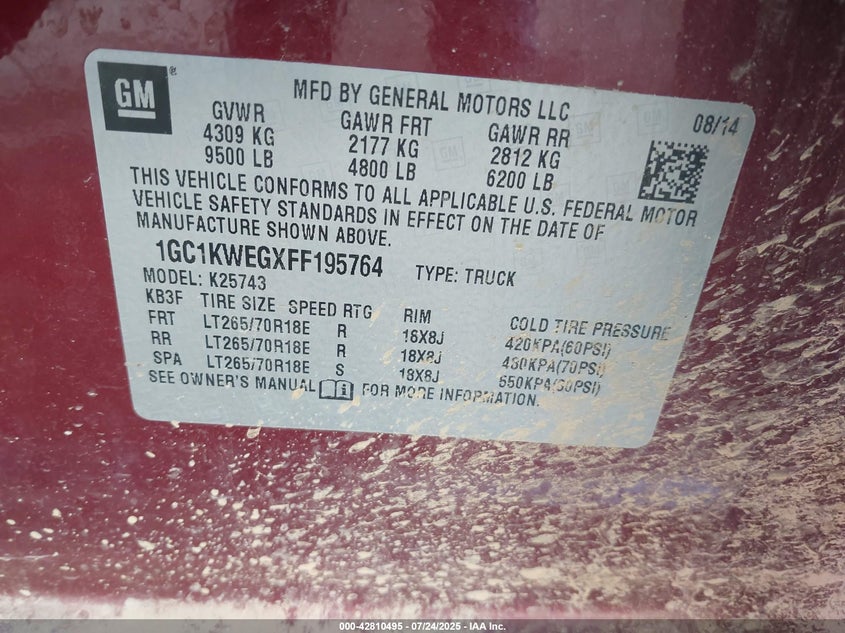 GM ®
MFD BY GENERAL MOTORS LLC
08/14
GVWR GAWR FRT GAWR RR
4309 KG 2177 KG 2812 KG
9500 LB 4800 LB 6200 LB
THIS VEHICLE CONFORMS TO ALL APPLICABLE U.S. FEDERAL MOTOR
VEHICLE SAFETY STANDARDS IN EFFECT ON THE DATE OF
MANUFACTURE SHOWN ABOVE.
1GC1KWEGXFF195764 TYPE: TRUCK
MODEL: K25743
KB3F TIRE SIZE SPEED RTG RIM COLD TIRE PRESSURE
FRT LT265/70R18E R 18X8J 420KPA(60PSI)
RR LT265/70R18E R 18X8J 480KPA(70PSI)
SPA LT265/70R18E S 18X8J 550KPA(80PSI)
SEE OWNER'S MANUAL FOR MORE INFORMATION.
000-42810495 - 07/24/2025 - IAA Inc.